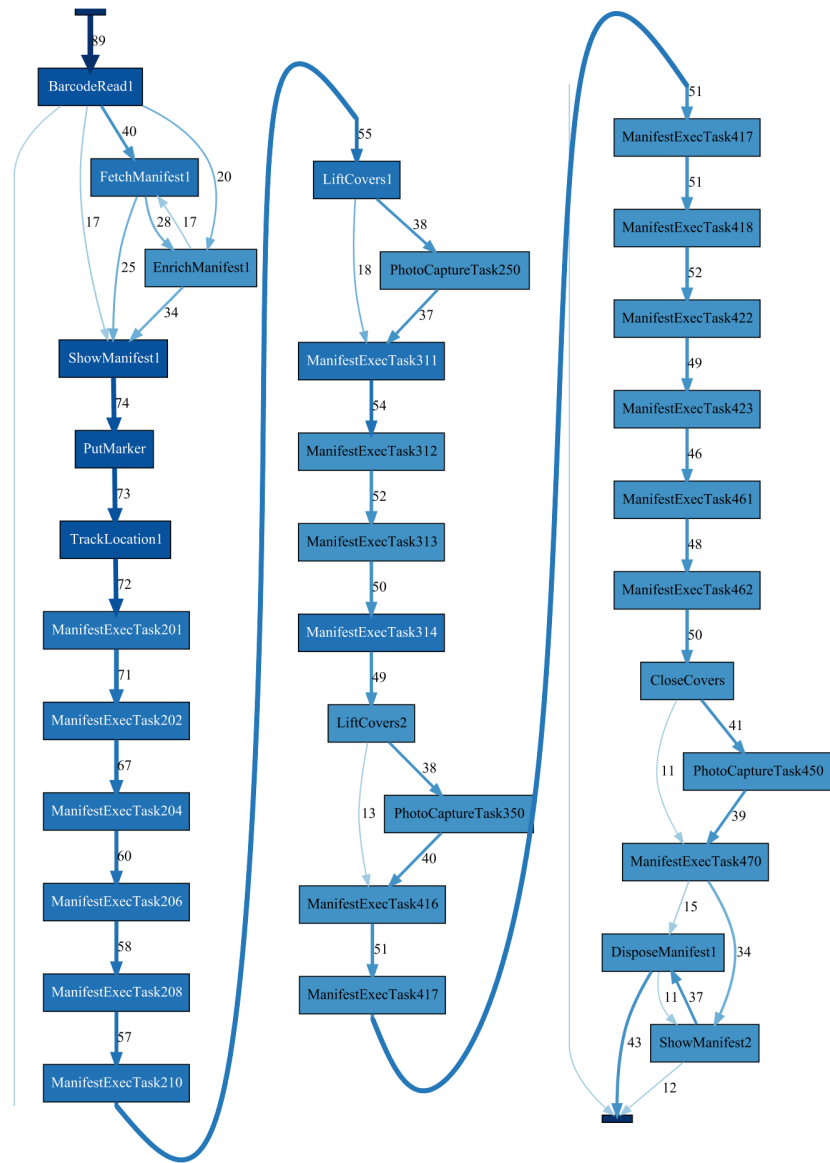 89
BarcodeRead1
40
FetchManifest1
20
17
28
17
25
EnrichManifest1
34
ShowManifest1
74
PutMarker
73
TrackLocation1
72
ManifestExecTask201
71
ManifestExecTask202
67
ManifestExecTask204
60
ManifestExecTask206
58
ManifestExecTask208
57
ManifestExecTask210
55
LiftCovers1
38
18
PhotoCaptureTask250
37
ManifestExecTask311
54
ManifestExecTask312
52
ManifestExecTask313
50
ManifestExecTask314
49
LiftCovers2
38
13
PhotoCaptureTask350
40
ManifestExecTask416
51
ManifestExecTask417
51
ManifestExecTask417
51
ManifestExecTask418
52
ManifestExecTask422
49
ManifestExecTask423
46
ManifestExecTask461
48
ManifestExecTask462
50
CloseCovers
41
11
PhotoCaptureTask450
39
ManifestExecTask470
15
DisposeManifest1
34
11
37
43
ShowManifest2
12